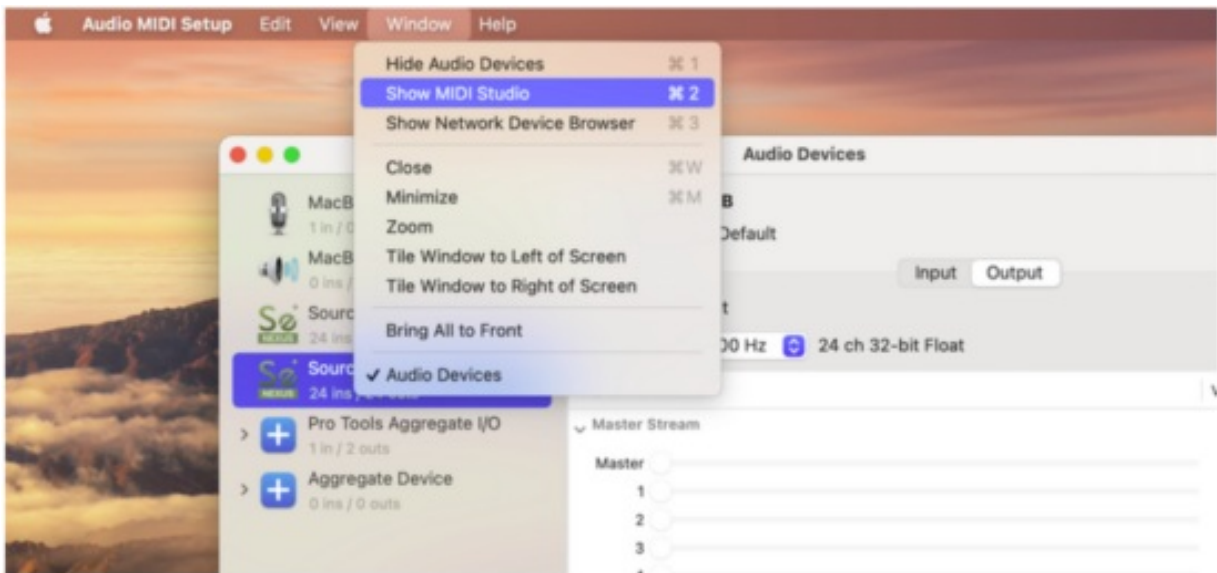 Audio MIDI Setup Edit View Window Help
Hide Audio Devices ⌘ 1
Show MIDI Studio ⌘ 2
Show Network Device Browser ⌘ 3
Close ⌘W
Minimize ⌘M
Zoom
Tile Window to Left of Screen
Tile Window to Right of Screen
Bring All to Front
✓ Audio Devices
Audio Devices
MacB
1 in / 0
MacB
0 ins /
Se NEXUS
Sourc
24 ins
Se NEXUS
Sourc
24 ins
Pro Tools Aggregate I/O
1 in / 2 outs
Aggregate Device
0 ins / 0 outs
B
Default
Input Output
t
00 Hz 24 ch 32-bit Float
Master Stream
Master
1
2
3